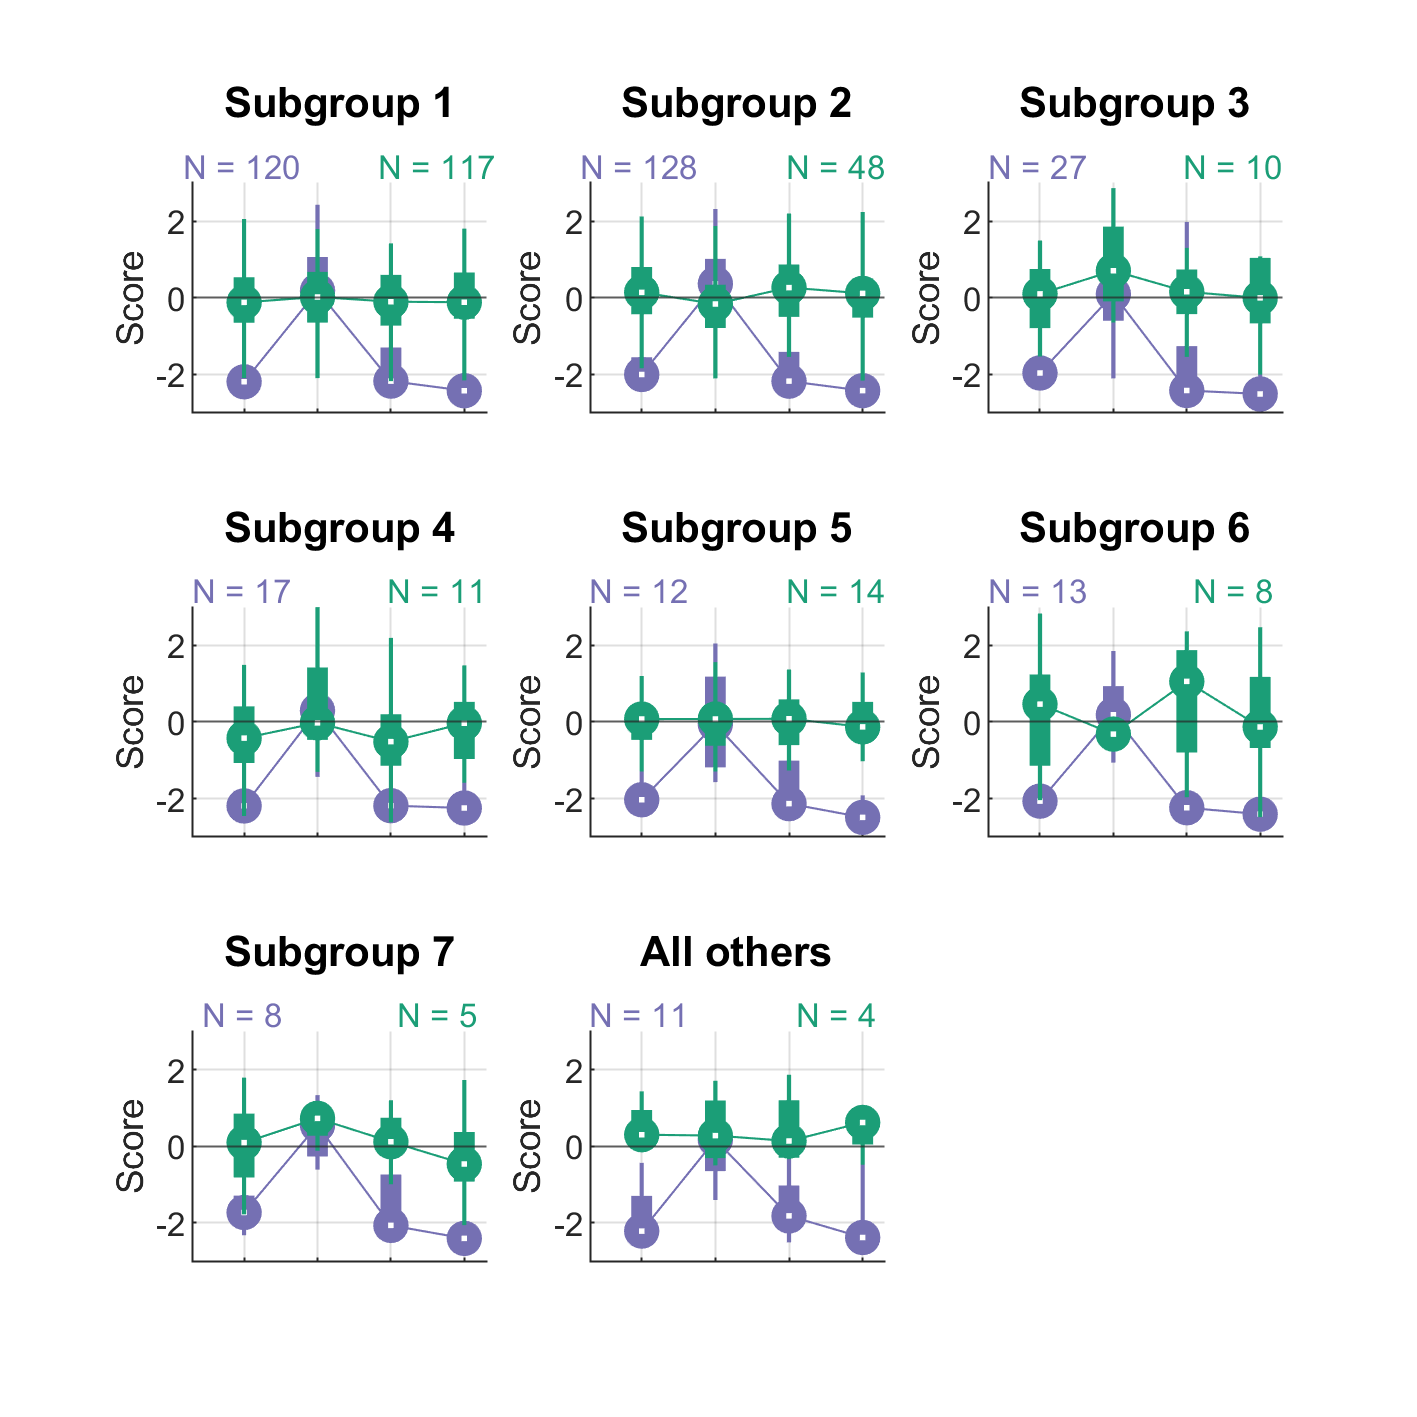 Subgroup 1
N = 120 N = 117
2
0
-2
Score
Subgroup 2
N = 128 N = 48
2
0
-2
Score
Subgroup 3
N = 27 N = 10
2
0
-2
Score
Subgroup 4
N = 17 N = 11
2
0
-2
Score
Subgroup 5
N = 12 N = 14
2
0
-2
Score
Subgroup 6
N = 13 N = 8
2
0
-2
Score
Subgroup 7
N = 8 N = 5
2
0
-2
Score
All others
N = 11 N = 4
2
0
-2
Score